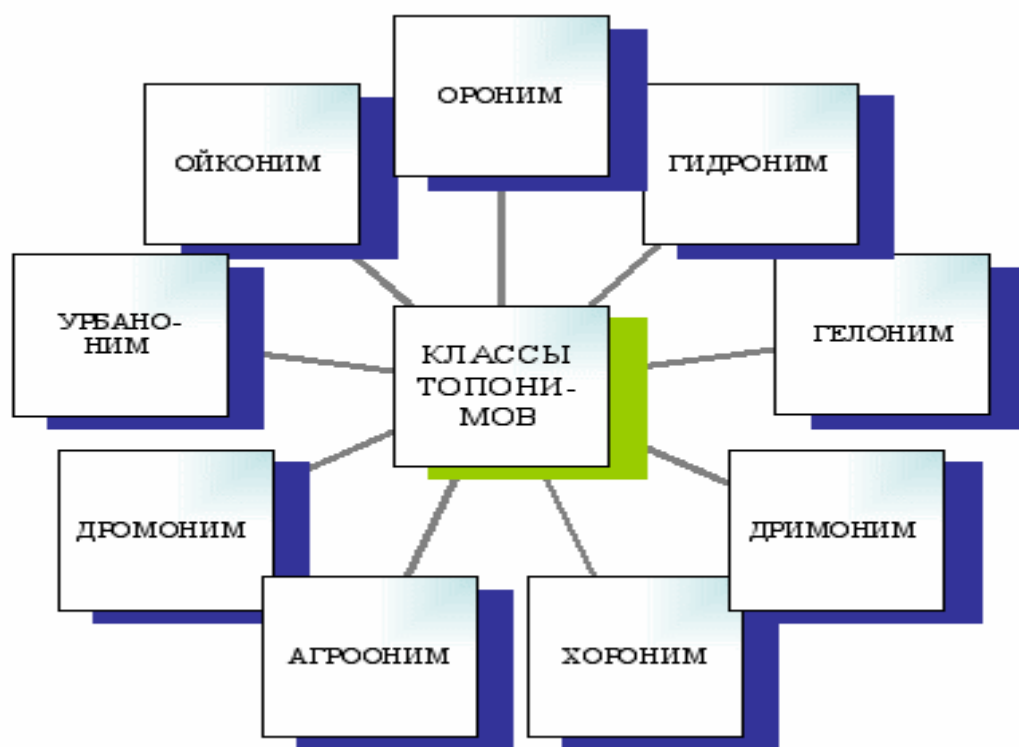 ОРОНИМ
ОЙКОНИМ
ГИДРОНИМ
УРБАНО-
НИМ
КЛАССЫ
ТОПОНИ-
МОВ
ГЕЛОНИМ
ДРОМОНИМ
ДРИМОНИМ
АГРООНИМ
ХОРОНИМ